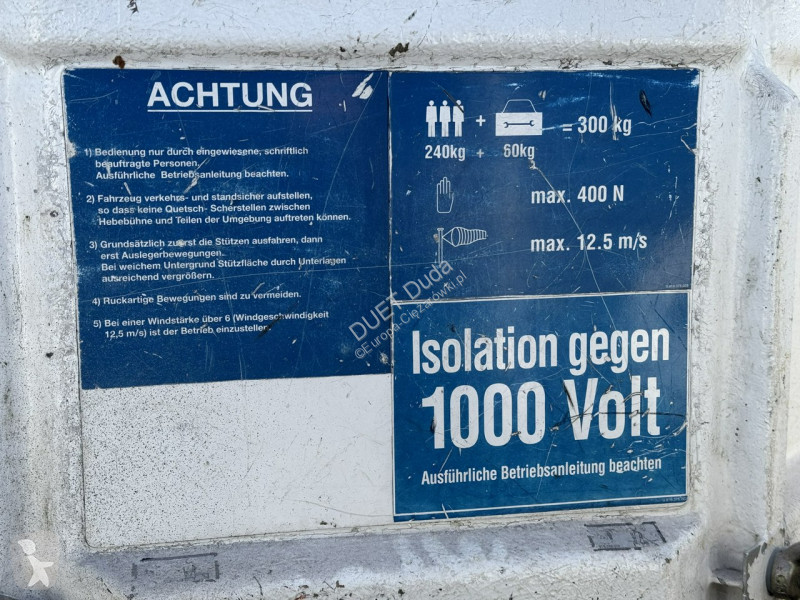 ACHTUNG
1) Bedienung nur durch eingewiesene, schriftlich
beauftragte Personen.
Ausführliche Betriebsanleitung beachten.
2) Fahrzeug verkehrs- und standsicher aufstellen,
so dass keine Quetsch- Scherstellen zwischen
Hebebühne und Teilen der Umgebung auftreten können.
3) Grundsätzlich zuerst die Stützen ausfahren, dann
erst Auslegerbewegungen.
Bei weichem Untergrund Stützfläche durch Unterlagen
ausreichend vergrößern.
4) Ruckartige Bewegungen sind zu vermeiden.
5) Bei einer Windstärke über 6 (Windgeschwindigkeit
12,5 m/s) ist der Betrieb einzustellen.
+ = 300 kg
240kg + 60kg
max. 400 N
max. 12.5 m/s
Isolation gegen
1000 Volt
Ausführliche Betriebsanleitung beachten
DUET Duda
©Europa-Ciężarówki.pl